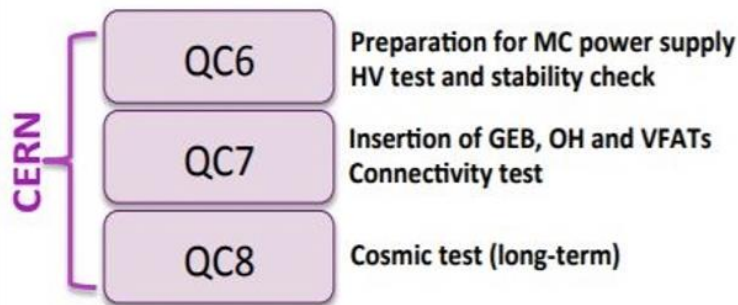 CERN
QC6
Preparation for MC power supply
HV test and stability check
QC7
Insertion of GEB, OH and VFATs
Connectivity test
QC8
Cosmic test (long-term)